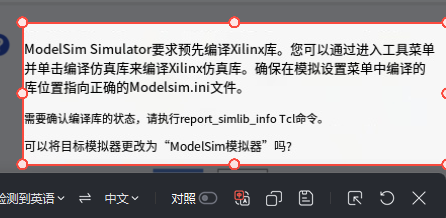 ModelSim Simulator要求预先编译Xilinx库。您可以通过进入工具菜单
并单击编译仿真库来编译Xilinx仿真库。确保在模拟设置菜单中编译的
库位置指向正确的Modelsim.ini文件。
需要确认编译库的状态，请执行report_simlib_info Tcl命令。
可以将目标模拟器更改为“ModelSim模拟器”吗?
检测到英语 中文 对照